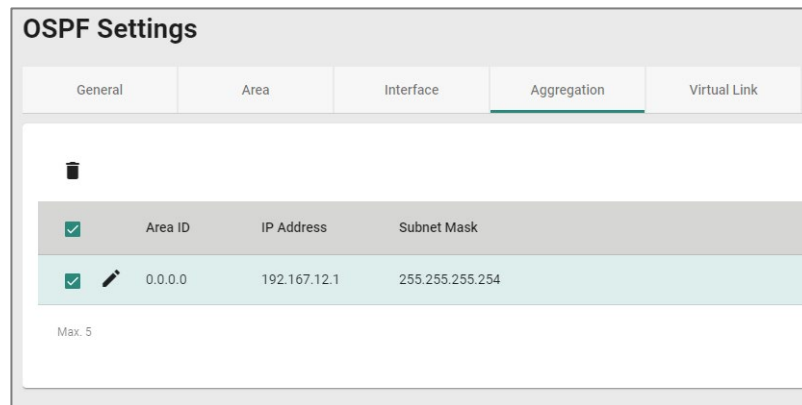 OSPF Settings
General Area Interface Aggregation Virtual Link
Area ID IP Address Subnet Mask
0.0.0.0 192.167.12.1 255.255.255.254
Max. 5